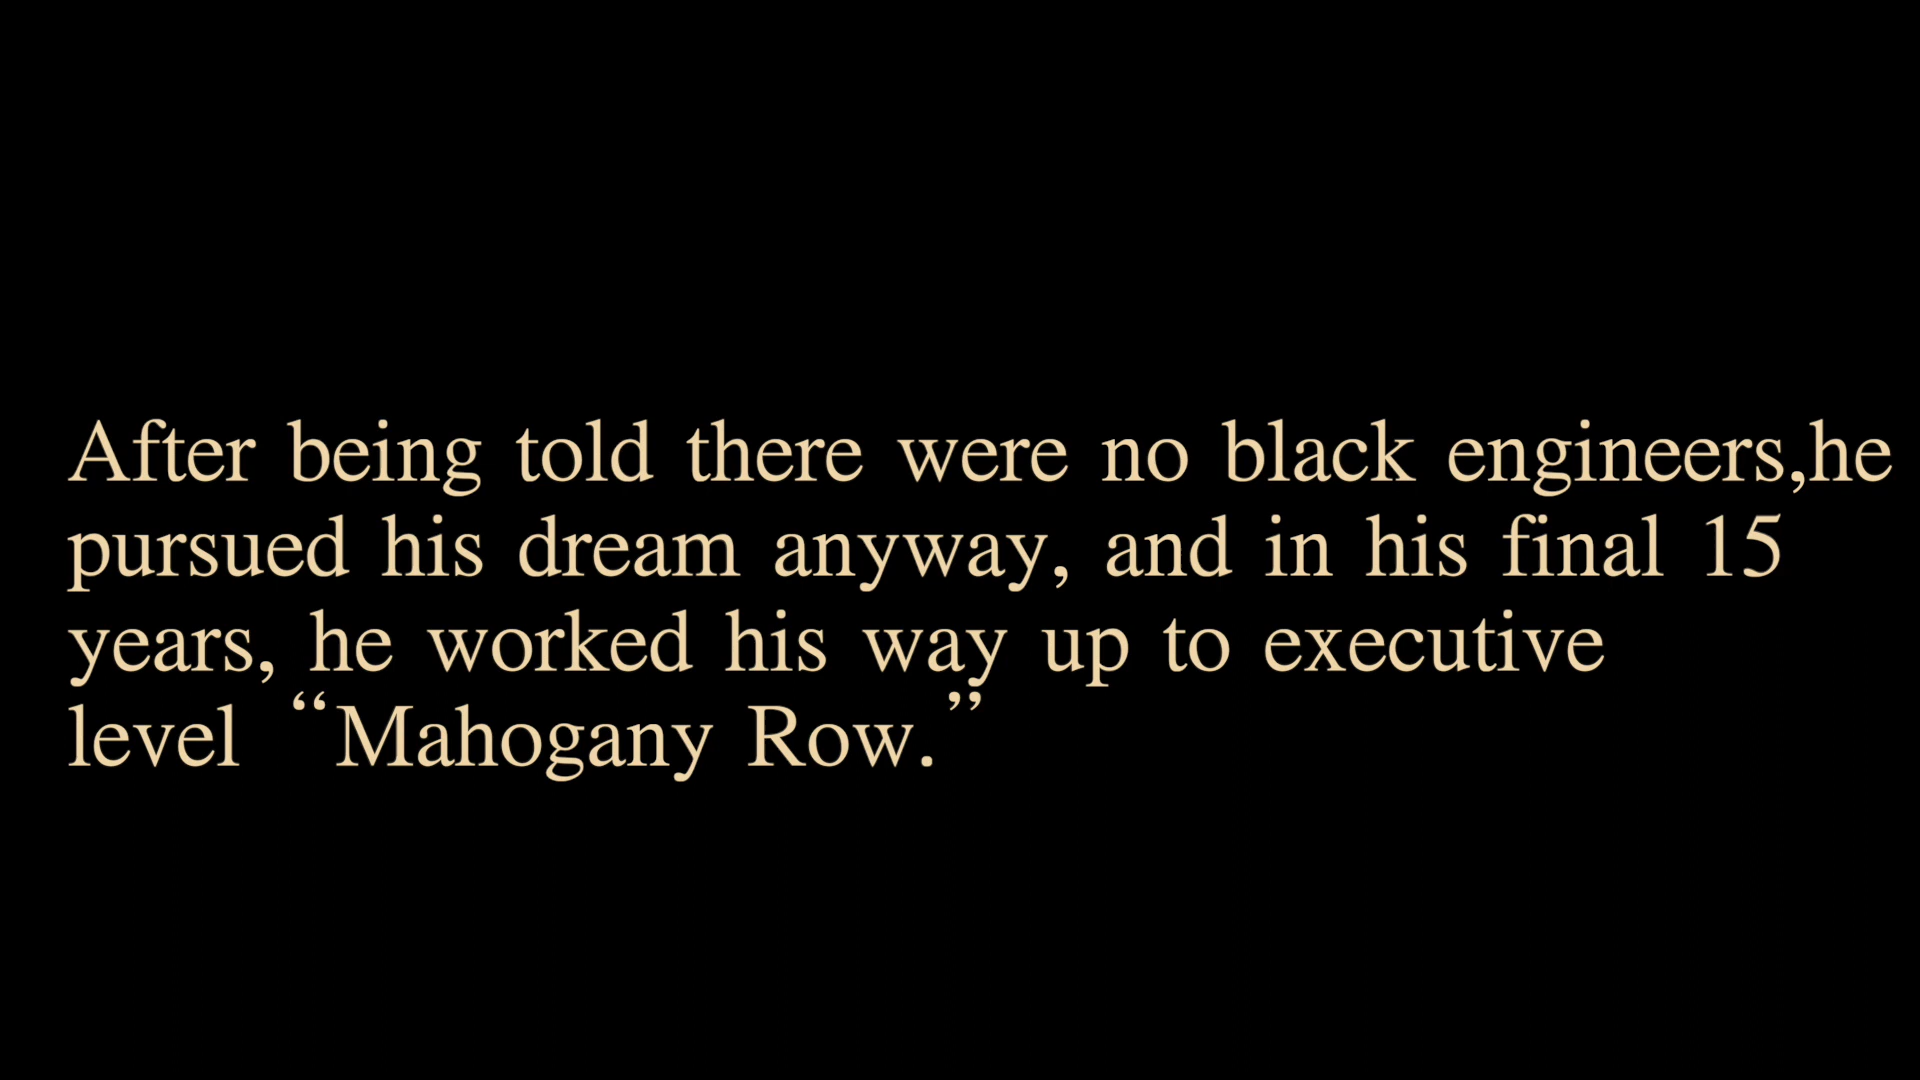 After being told there were no black engineers,he
pursued his dream anyway, and in his final 15
years, he worked his way up to executive
level “Mahogany Row.”